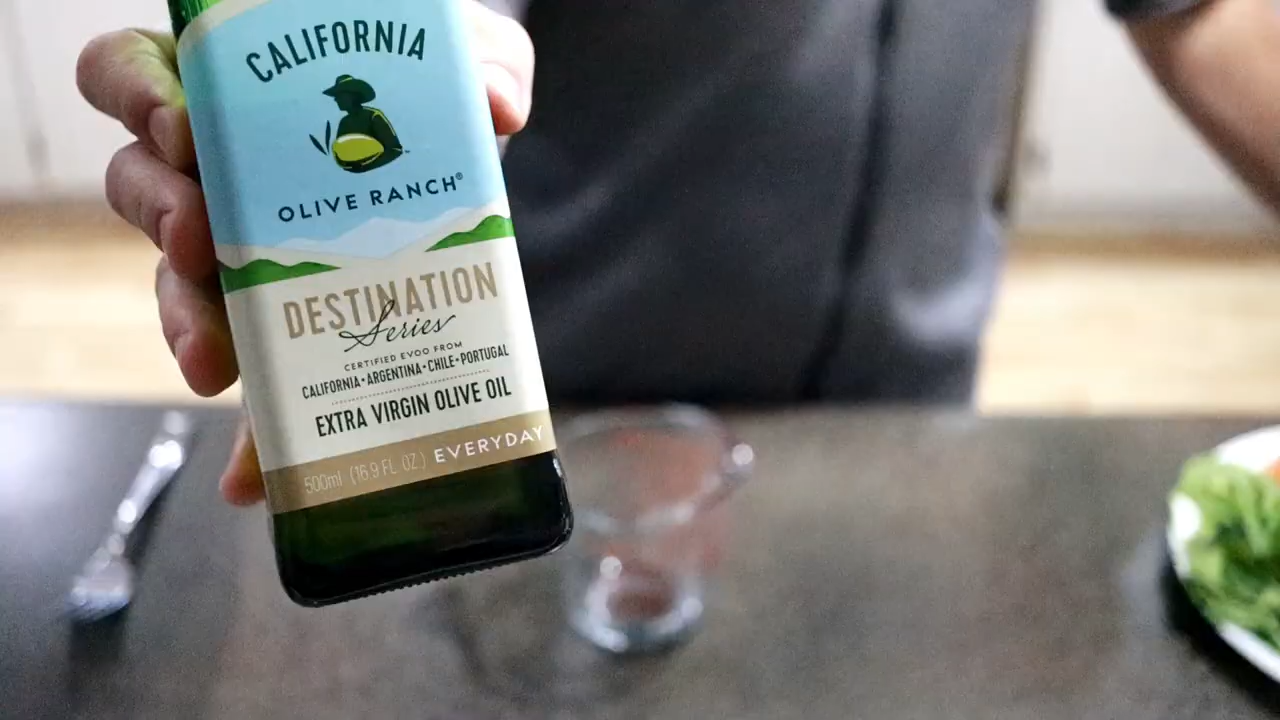 CALIFORNIA
OLIVE RANCH®
DESTINATION
Series
CERTIFIED EVOO FROM
CALIFORNIA•ARGENTINA•CHILE•PORTUGAL
EXTRA VIRGIN OLIVE OIL
500ml (16.9 FL. OZ.) EVERYDAY